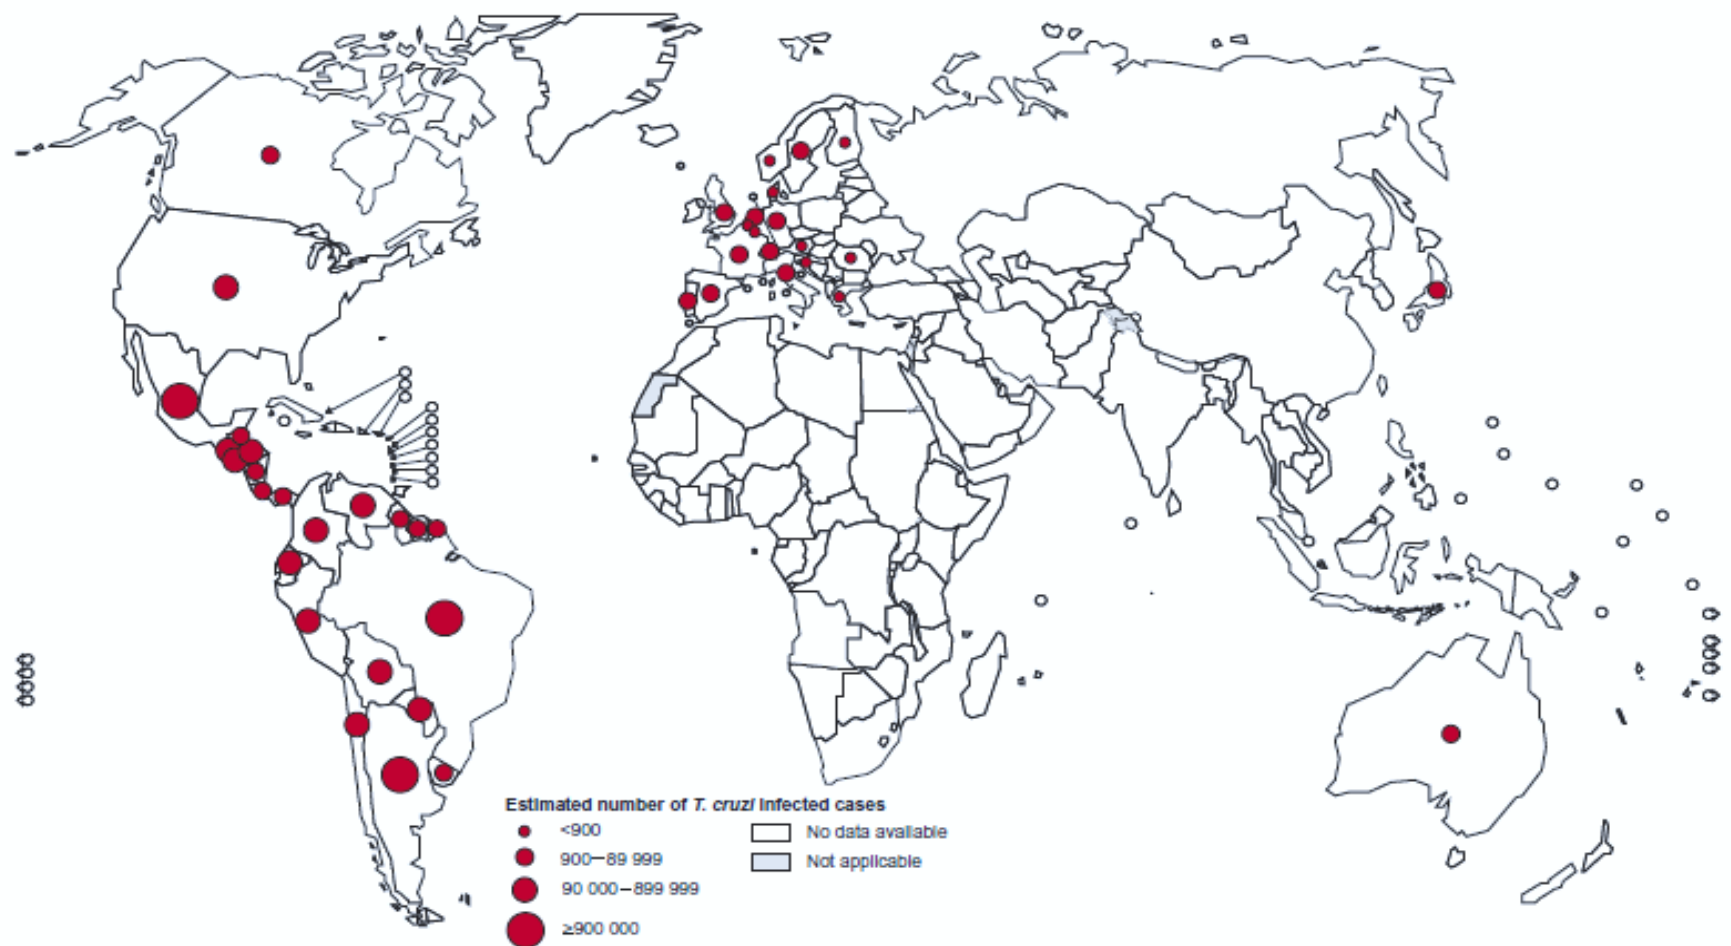 Estimated number of T. cruzi infected cases
<900
900–89 999
90 000–899 999
≥900 000
No data available
Not applicable